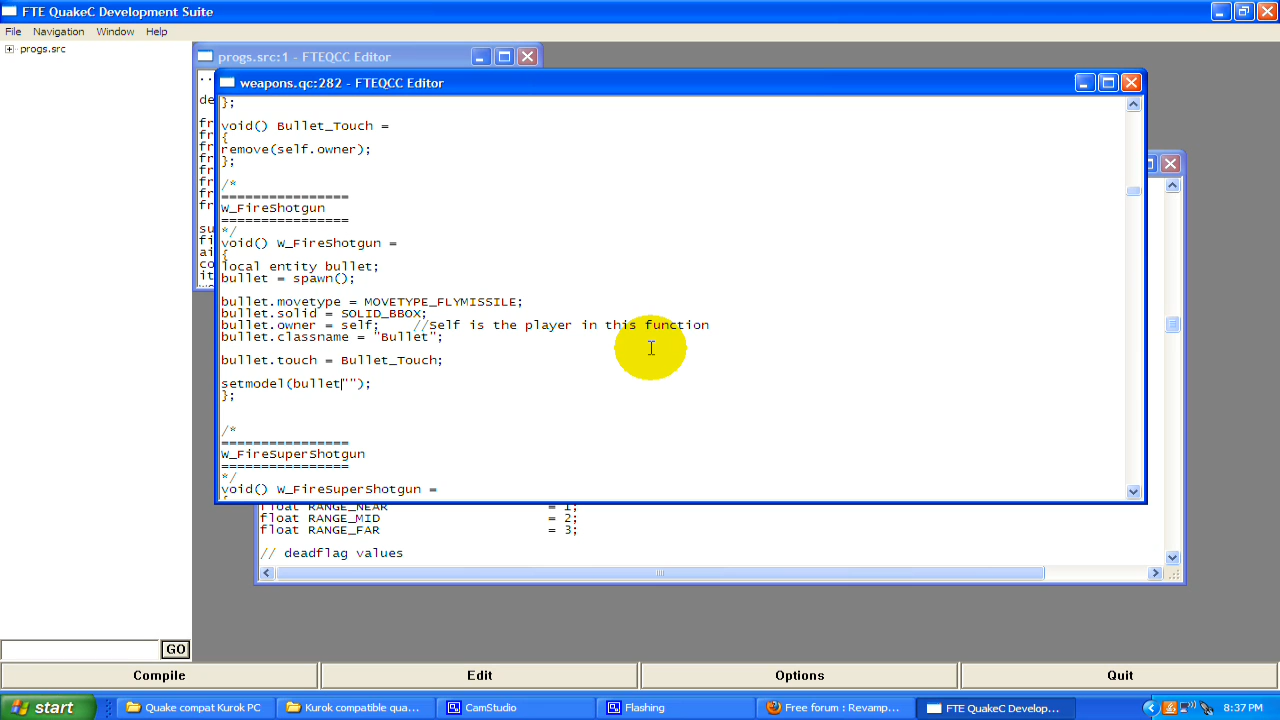 FTE QuakeC Development Suite
File Navigation Window Help
progs.src
progs.src:1 - FTEQCC Editor
weapons.qc:282 - FTEQCC Editor
};
void() Bullet_Touch =
{
remove(self.owner);
};
/*
================
W_FireShotgun
================
*/
void() W_FireShotgun =
{
local entity bullet;
bullet = spawn();
bullet.movetype = MOVETYPE_FLYMISSILE;
bullet.solid = SOLID_BBOX;
bullet.owner = self; //self is the player in this function
bullet.classname = "Bullet";
bullet.touch = Bullet_Touch;
setmodel(bullet"");
};
/*
================
W_FireSuperShotgun
================
*/
void() W_FireSuperShotgun =
float RANGE_NEAR = 1;
float RANGE_MID = 2;
float RANGE_FAR = 3;
// deadflag values
GO
Compile Edit Options Quit
start Quake compat Kurok PC Kurok compatible qua... CamStudio Flashing Free forum : Revamp... FTE QuakeC Develop... 8:37 PM